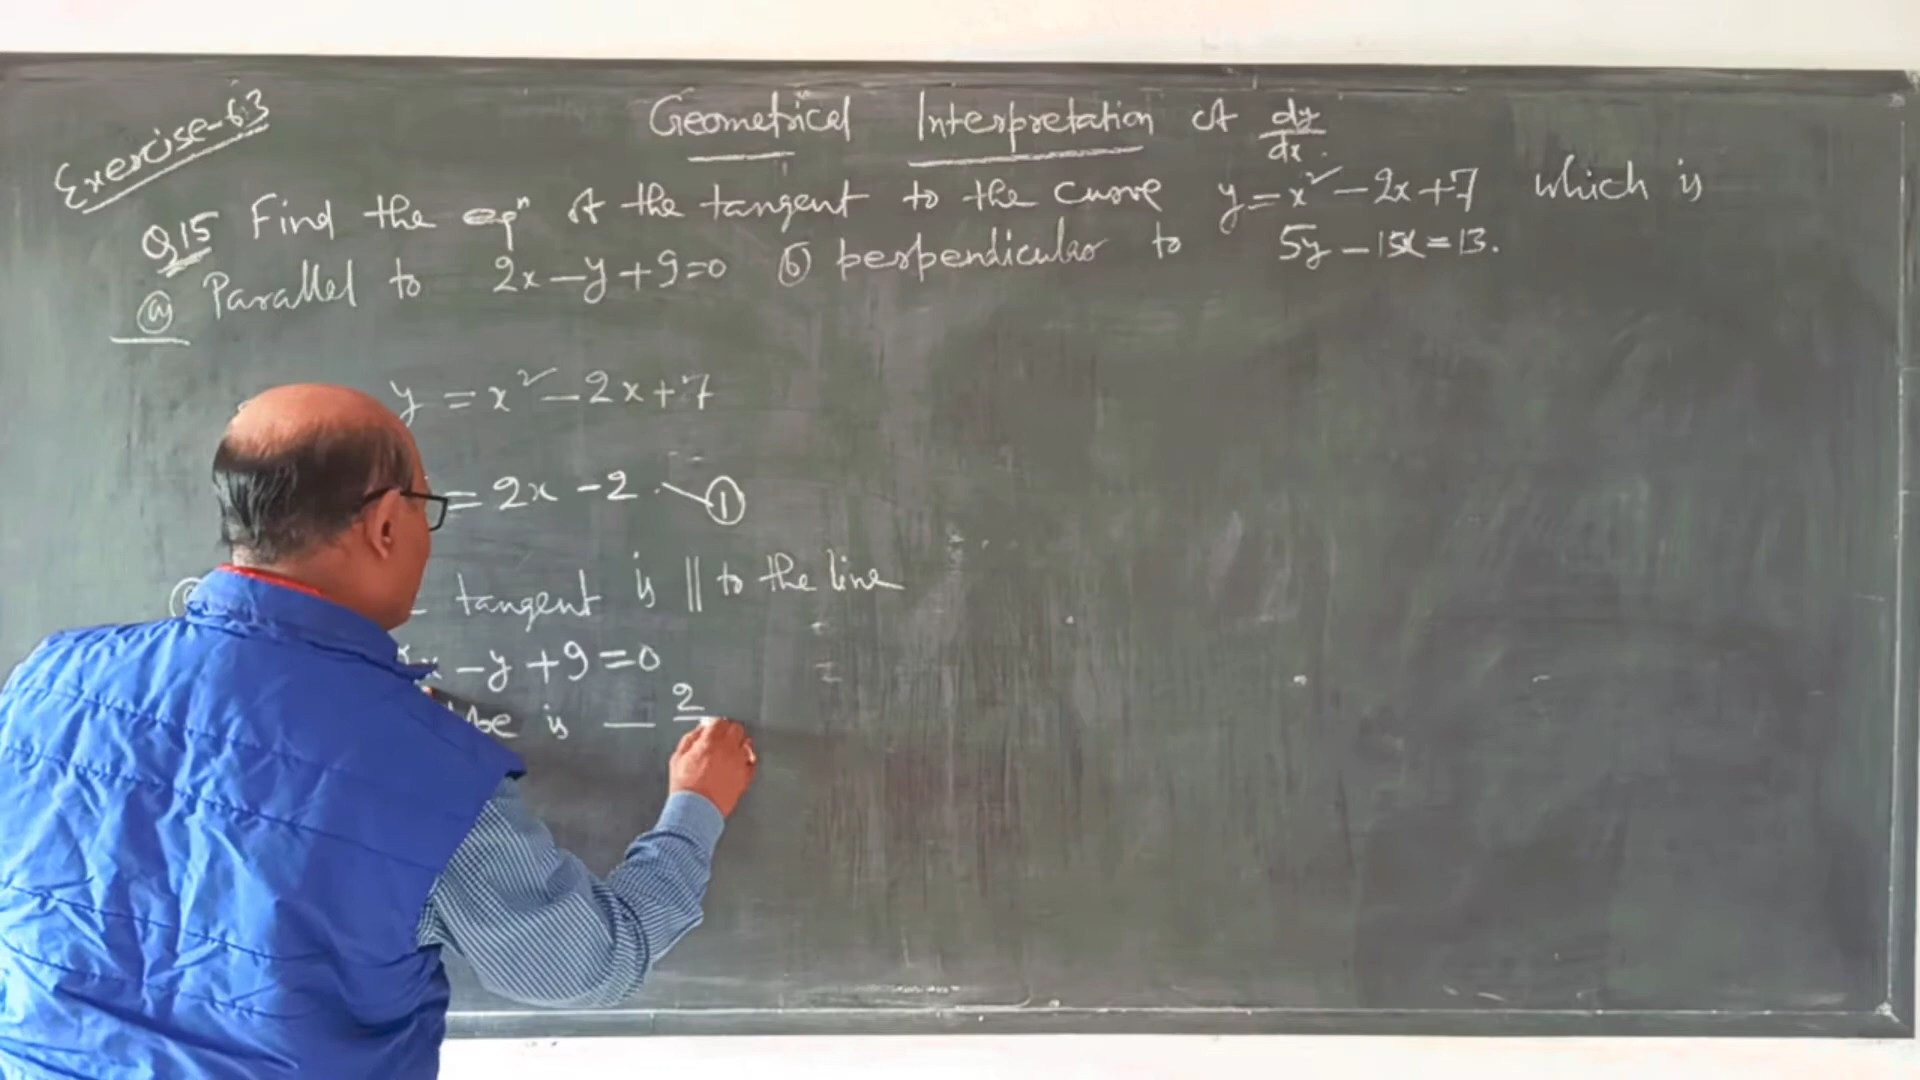 Exercise-6.3
Geometrical Interpretation of dy/dx.
Q15 Find the eqⁿ of the tangent to the curve y = x² - 2x + 7 which is
(a) Parallel to 2x - y + 9 = 0 (b) perpendicular to 5y - 15x = 13.
y = x² - 2x + 7
= 2x - 2. (1)
tangent is || to the line
- y + 9 = 0
is - 2